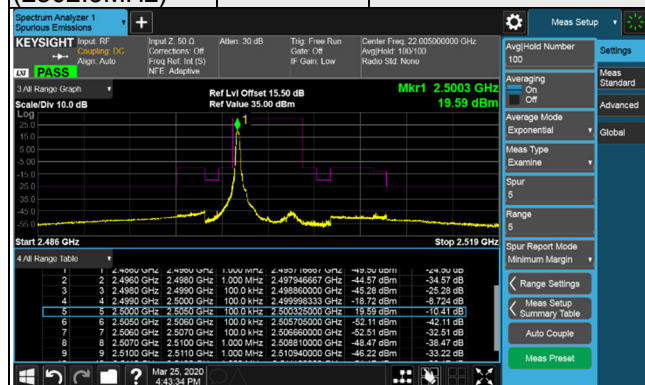 (2502.5MHz)
Spectrum Analyzer 1
Spurious Emissions
+
Meas Setup
KEYSIGHT Input: RF
Coupling: DC
Align: Auto
Input Z: 50 Ω
Corrections: Off
Freq Ref: Int (S)
NFE: Adaptive
Atten: 30 dB
Trig: Free Run
Gate: Off
IF Gain: Low
Center Freq: 22.005000000 GHz
Avg|Hold: 100/100
Radio Std: None
LXI PASS
3 All Range Graph
Scale/Div 10.0 dB
Ref Lvl Offset 15.50 dB
Ref Value 35.00 dBm
Mkr1 2.5003 GHz
19.59 dBm
Log
25.0
15.0
5.00
-5.00
-15.0
-25.0
-35.0
-45.0
-55.0
1
Start 2.486 GHz
Stop 2.519 GHz
4 All Range Table
1 1 2.4860 GHz 2.4960 GHz 1.000 MHz 2.495716667 GHz -49.50 dBm -24.50 dB
2 2 2.4960 GHz 2.4980 GHz 1.000 MHz 2.497946667 GHz -44.57 dBm -34.57 dB
3 3 2.4980 GHz 2.4990 GHz 100.0 kHz 2.498860000 GHz -45.28 dBm -25.28 dB
4 4 2.4990 GHz 2.5000 GHz 100.0 kHz 2.499998333 GHz -18.72 dBm -8.724 dB
5 5 2.5000 GHz 2.5050 GHz 100.0 kHz 2.500325000 GHz 19.59 dBm -10.41 dB
6 6 2.5050 GHz 2.5060 GHz 100.0 kHz 2.505705000 GHz -52.11 dBm -42.11 dB
7 7 2.5060 GHz 2.5070 GHz 100.0 kHz 2.506660000 GHz -52.51 dBm -32.51 dB
8 8 2.5070 GHz 2.5100 GHz 1.000 MHz 2.508810000 GHz -48.47 dBm -38.47 dB
9 9 2.5100 GHz 2.5110 GHz 1.000 MHz 2.510940000 GHz -46.22 dBm -33.22 dB
Avg|Hold Number
100
Averaging
On
Off
Average Mode
Exponential
Meas Type
Examine
Spur
5
Range
5
Spur Report Mode
Minimum Margin
Range Settings
Meas Setup
Summary Table
Auto Couple
Meas Preset
Settings
Meas
Standard
Advanced
Global
?
Mar 25, 2020
4:43:34 PM